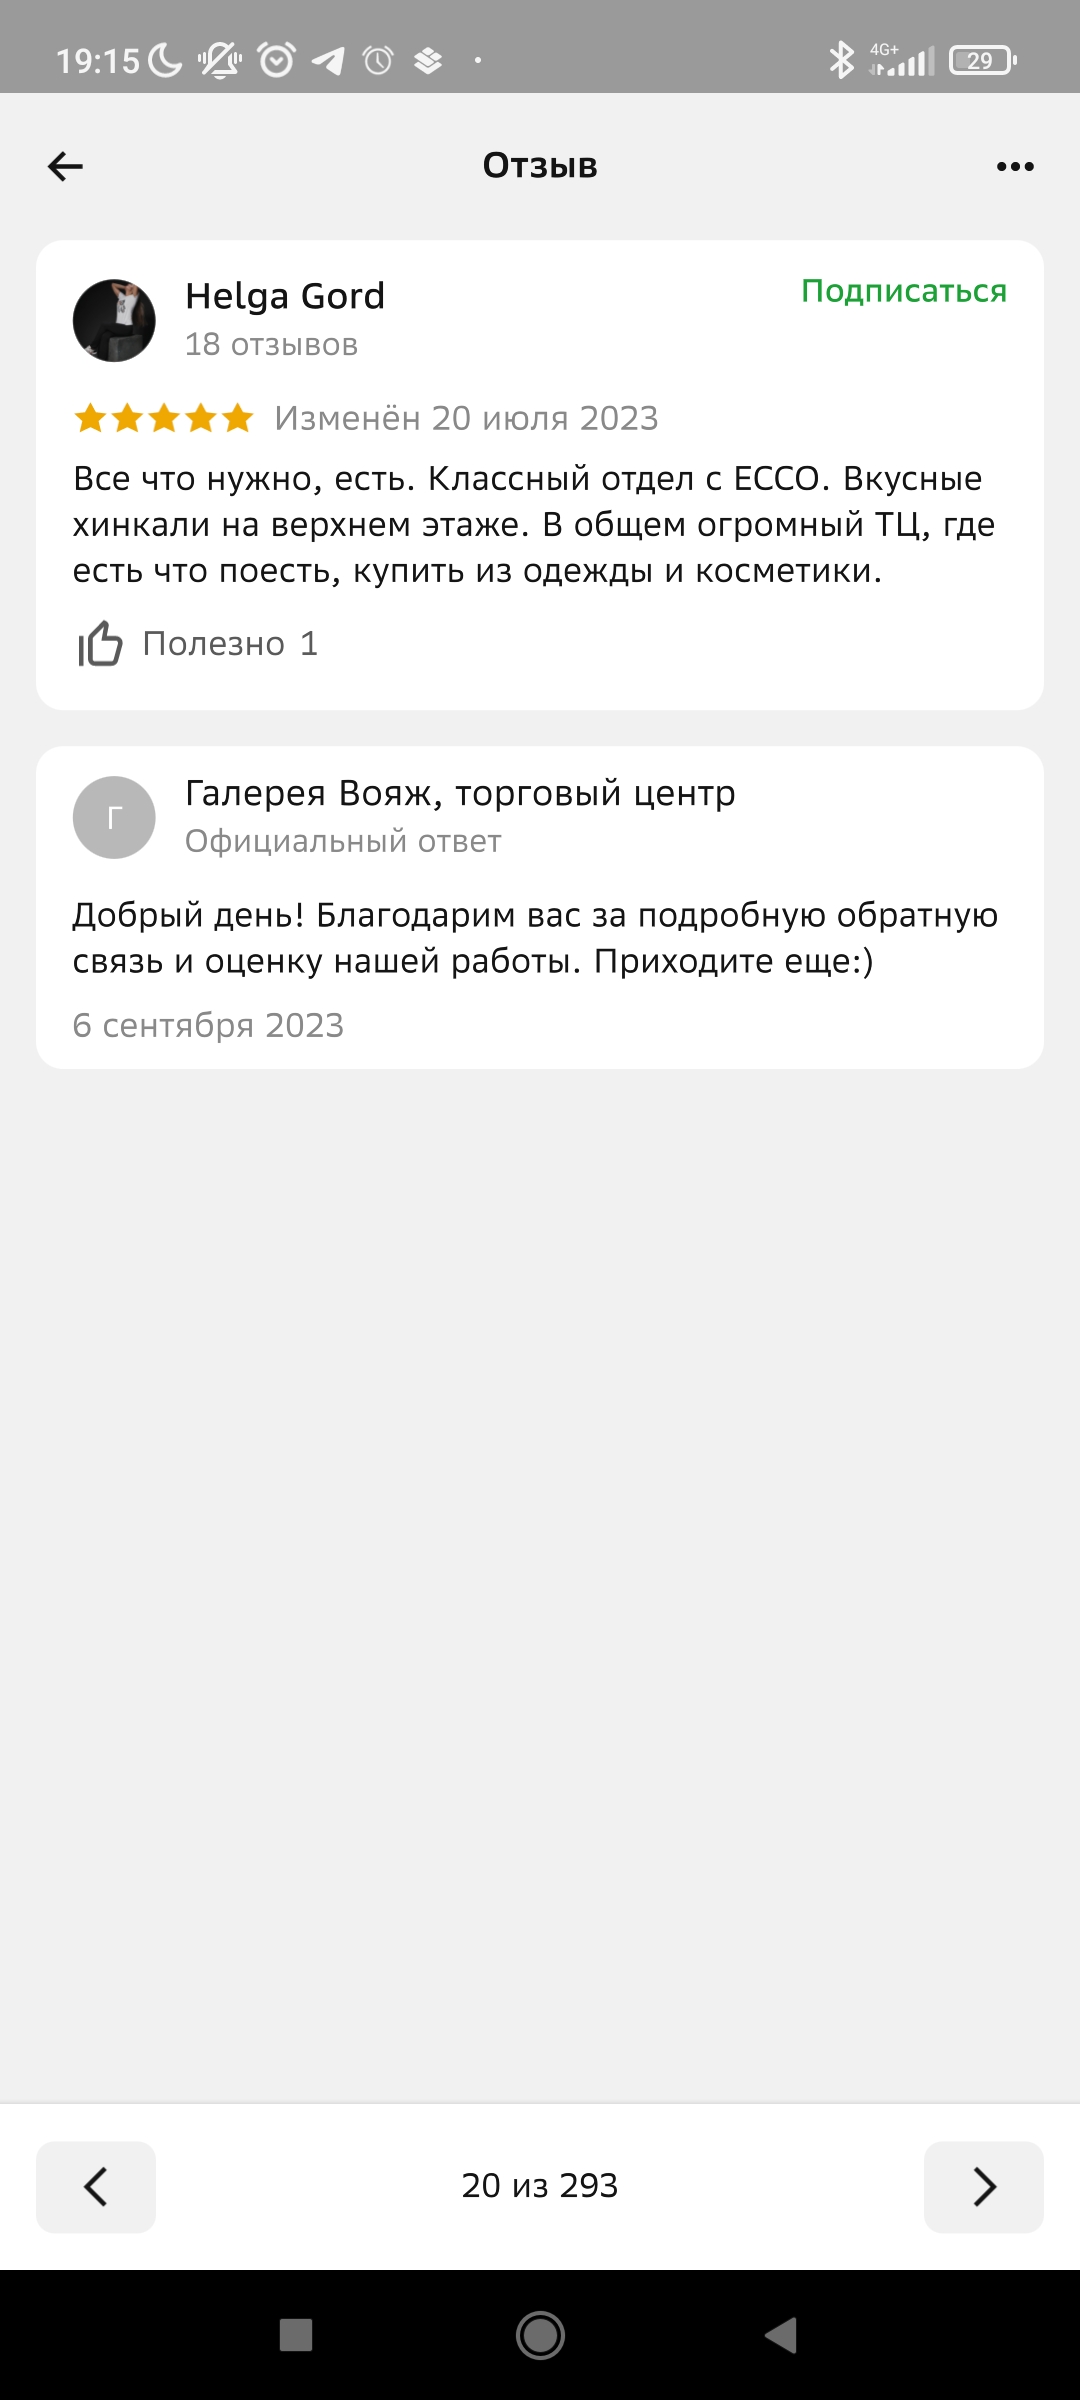 19:15
4G+
29
Отзыв
Helga Gord
Подписаться
18 отзывов
Изменён 20 июля 2023
Все что нужно, есть. Классный отдел с ECCO. Вкусные
хинкали на верхнем этаже. В общем огромный ТЦ, где
есть что поесть, купить из одежды и косметики.
Полезно 1
Г
Галерея Вояж, торговый центр
Официальный ответ
Добрый день! Благодарим вас за подробную обратную
связь и оценку нашей работы. Приходите еще:)
6 сентября 2023
20 из 293